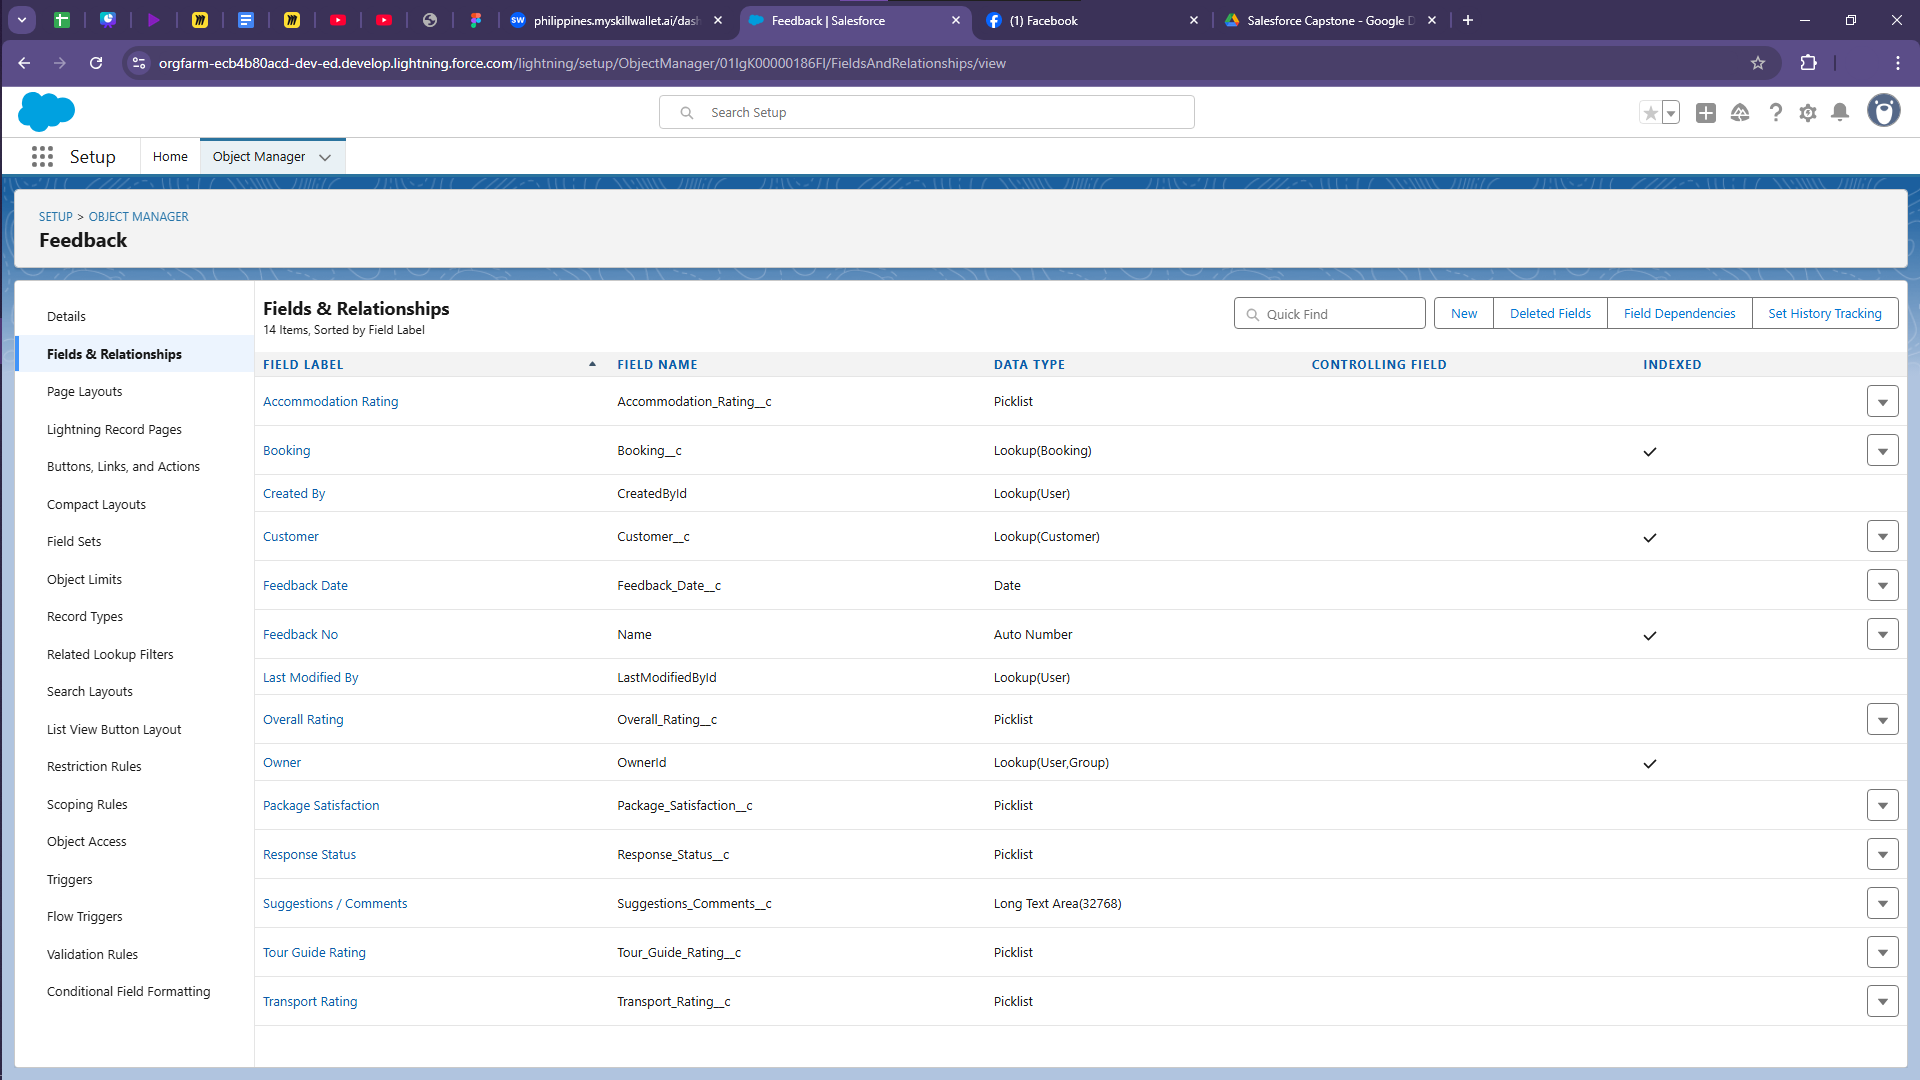 philippines.myskillwallet.ai/dash
Feedback | Salesforce
(1) Facebook
Salesforce Capstone - Google D
orgfarm-ecb4b80acd-dev-ed.develop.lightning.force.com/lightning/setup/ObjectManager/01IgK00000186FI/FieldsAndRelationships/view
Search Setup
Setup
Home
Object Manager
SETUP > OBJECT MANAGER
Feedback
Details
Fields & Relationships
Page Layouts
Lightning Record Pages
Buttons, Links, and Actions
Compact Layouts
Field Sets
Object Limits
Record Types
Related Lookup Filters
Search Layouts
List View Button Layout
Restriction Rules
Scoping Rules
Object Access
Triggers
Flow Triggers
Validation Rules
Conditional Field Formatting
Fields & Relationships
14 Items, Sorted by Field Label
Quick Find
New
Deleted Fields
Field Dependencies
Set History Tracking
FIELD LABEL FIELD NAME DATA TYPE CONTROLLING FIELD INDEXED
Accommodation Rating Accommodation_Rating__c Picklist
Booking Booking__c Lookup(Booking)
Created By CreatedById Lookup(User)
Customer Customer__c Lookup(Customer)
Feedback Date Feedback_Date__c Date
Feedback No Name Auto Number
Last Modified By LastModifiedById Lookup(User)
Overall Rating Overall_Rating__c Picklist
Owner OwnerId Lookup(User,Group)
Package Satisfaction Package_Satisfaction__c Picklist
Response Status Response_Status__c Picklist
Suggestions / Comments Suggestions_Comments__c Long Text Area(32768)
Tour Guide Rating Tour_Guide_Rating__c Picklist
Transport Rating Transport_Rating__c Picklist